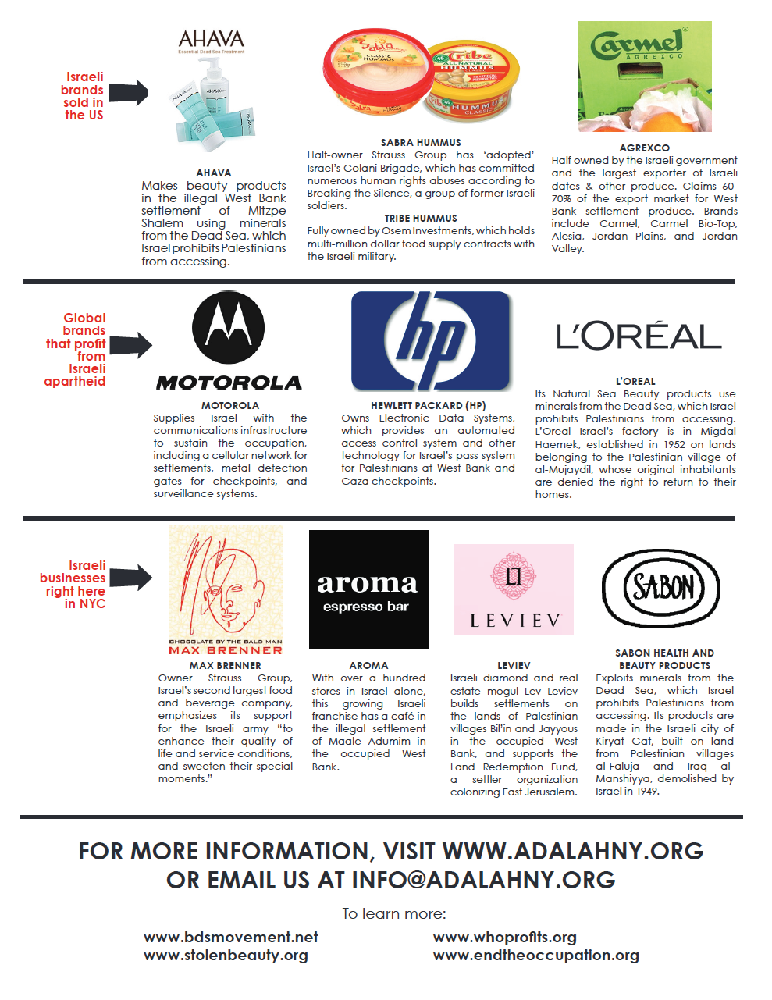 Israeli
brands
sold in
the US
AHAVA
Essential Dead Sea Treatment
AHAVA
AHAVA
AHAVA
Sabra
CLASSIC
HUMMUS
Sabra
HUMMUS
Tribe
ALL NATURAL
HUMMUS
Tribe
HUMMUS
CLASSIC
Carmel®
AGREXCO
AHAVA
Makes beauty products
in the illegal West Bank
settlement of Mitzpe
Shalem using minerals
from the Dead Sea, which
Israel prohibits Palestinians
from accessing.
SABRA HUMMUS
Half-owner Strauss Group has ‘adopted’
Israel’s Golani Brigade, which has committed
numerous human rights abuses according to
Breaking the Silence, a group of former Israeli
soldiers.
TRIBE HUMMUS
Fully owned by Osem Investments, which holds
multi-million dollar food supply contracts with
the Israeli military.
AGREXCO
Half owned by the Israeli government
and the largest exporter of Israeli
dates & other produce. Claims 60-
70% of the export market for West
Bank settlement produce. Brands
include Carmel, Carmel Bio-Top,
Alesia, Jordan Plains, and Jordan
Valley.
Global
brands
that profit
from
Israeli
apartheid
MOTOROLA
hp
L’ORÉAL
MOTOROLA
Supplies Israel with the
communications infrastructure
to sustain the occupation,
including a cellular network for
settlements, metal detection
gates for checkpoints, and
surveillance systems.
HEWLETT PACKARD (HP)
Owns Electronic Data Systems,
which provides an automated
access control system and other
technology for Israel’s pass system
for Palestinians at West Bank and
Gaza checkpoints.
L’OREAL
Its Natural Sea Beauty products use
minerals from the Dead Sea, which Israel
prohibits Palestinians from accessing.
L’Oreal Israel’s factory is in Migdal
Haemek, established in 1952 on lands
belonging to the Palestinian village of
al-Mujaydil, whose original inhabitants
are denied the right to return to their
homes.
Israeli
businesses
right here
in NYC
CHOCOLATE BY THE BALD MAN
MAX BRENNER
aroma
espresso bar
LEVIEV
SABON
MAX BRENNER
Owner Strauss Group,
Israel’s second largest food
and beverage company,
emphasizes its support
for the Israeli army “to
enhance their quality of
life and service conditions,
and sweeten their special
moments.”
AROMA
With over a hundred
stores in Israel alone,
this growing Israeli
franchise has a café in
the illegal settlement
of Maale Adumim in
the occupied West
Bank.
LEVIEV
Israeli diamond and real
estate mogul Lev Leviev
builds settlements on
the lands of Palestinian
villages Bil’in and Jayyous
in the occupied West
Bank, and supports the
Land Redemption Fund,
a settler organization
colonizing East Jerusalem.
SABON HEALTH AND
BEAUTY PRODUCTS
Exploits minerals from the
Dead Sea, which Israel
prohibits Palestinians from
accessing. Its products are
made in the Israeli city of
Kiryat Gat, built on land
from Palestinian villages
al-Faluja and Iraq al-
Manshiyya, demolished by
Israel in 1949.
FOR MORE INFORMATION, VISIT WWW.ADALAHNY.ORG
OR EMAIL US AT INFO@ADALAHNY.ORG
To learn more:
www.bdsmovement.net
www.whoprofits.org
www.stolenbeauty.org
www.endtheoccupation.org